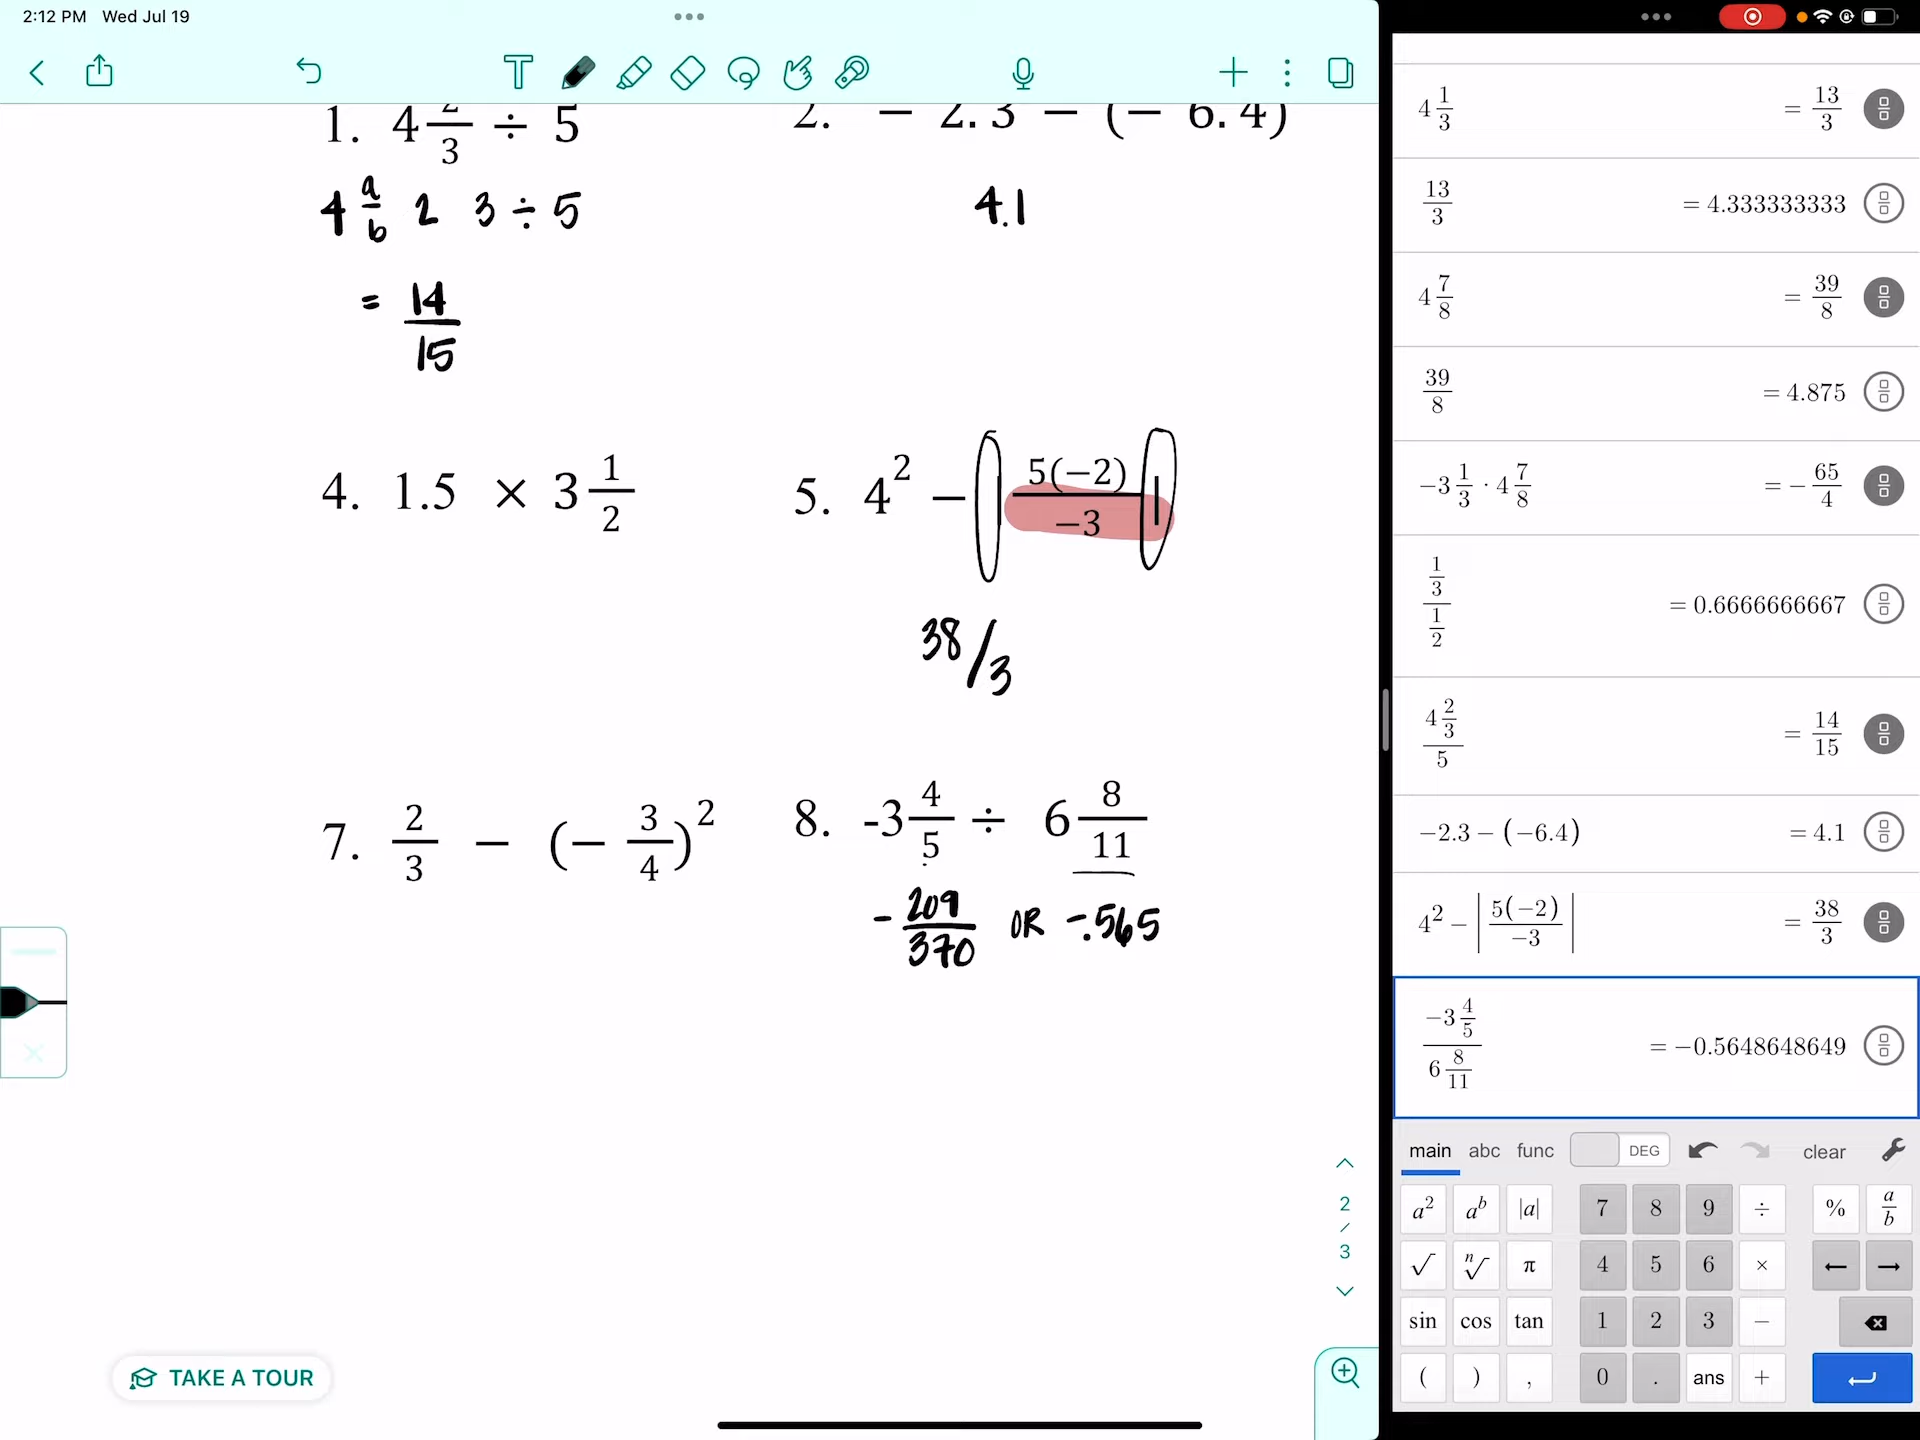 2:12 PM Wed Jul 19
1. 4 2/3 ÷ 5
2. − 2.3 − (− 6.4)
4 a/b 2 3 ÷ 5
4.1
= 14/15
4. 1.5 × 3 1/2
5. 4² − | 5(−2)/−3 |
38/3
7. 2/3 − (− 3/4)²
8. -3 4/5 ÷ 6 8/11
- 209/370 OR -.565
2
/
3
TAKE A TOUR
4 1/3 = 13/3
13/3 = 4.333333333
4 7/8 = 39/8
39/8 = 4.875
−3 1/3 · 4 7/8 = − 65/4
1/3 / 1/2 = 0.6666666667
4 2/3 / 5 = 14/15
−2.3 − (−6.4) = 4.1
4² − | 5(−2)/−3 | = 38/3
−3 4/5 / 6 8/11 = −0.5648648649
main abc func DEG clear
a² aᵇ |a| 7 8 9 ÷ % a/b
√ ⁿ√ π 4 5 6 × ← →
sin cos tan 1 2 3 −
( ) , 0 . ans +